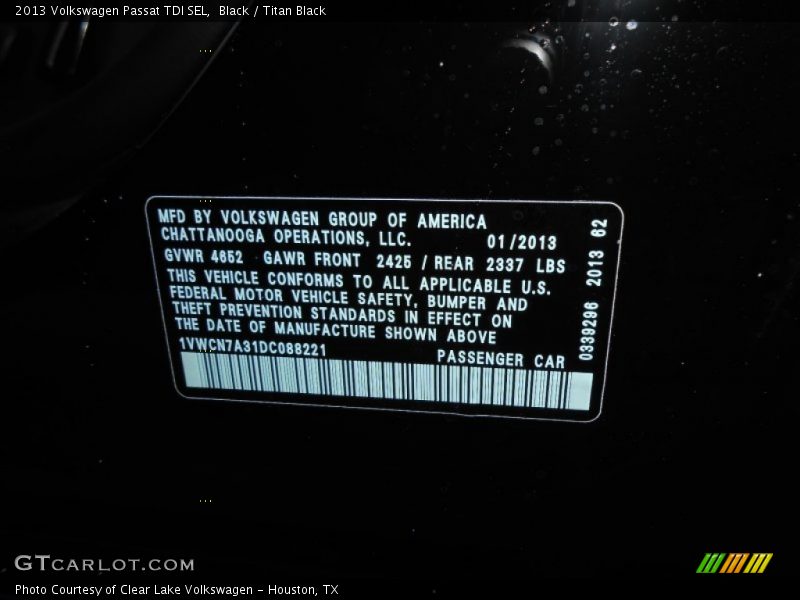 2013 Volkswagen Passat TDI SEL,  Black / Titan Black
MFD BY VOLKSWAGEN GROUP OF AMERICA
CHATTANOOGA OPERATIONS, LLC. 01/2013
GVWR 4652 GAWR FRONT 2425 / REAR 2337 LBS
THIS VEHICLE CONFORMS TO ALL APPLICABLE U.S.
FEDERAL MOTOR VEHICLE SAFETY, BUMPER AND
THEFT PREVENTION STANDARDS IN EFFECT ON
THE DATE OF MANUFACTURE SHOWN ABOVE
1VWCN7A31DC088221 PASSENGER CAR
0339296 2013 62
GTCARLOT.COM
Photo Courtesy of Clear Lake Volkswagen - Houston, TX